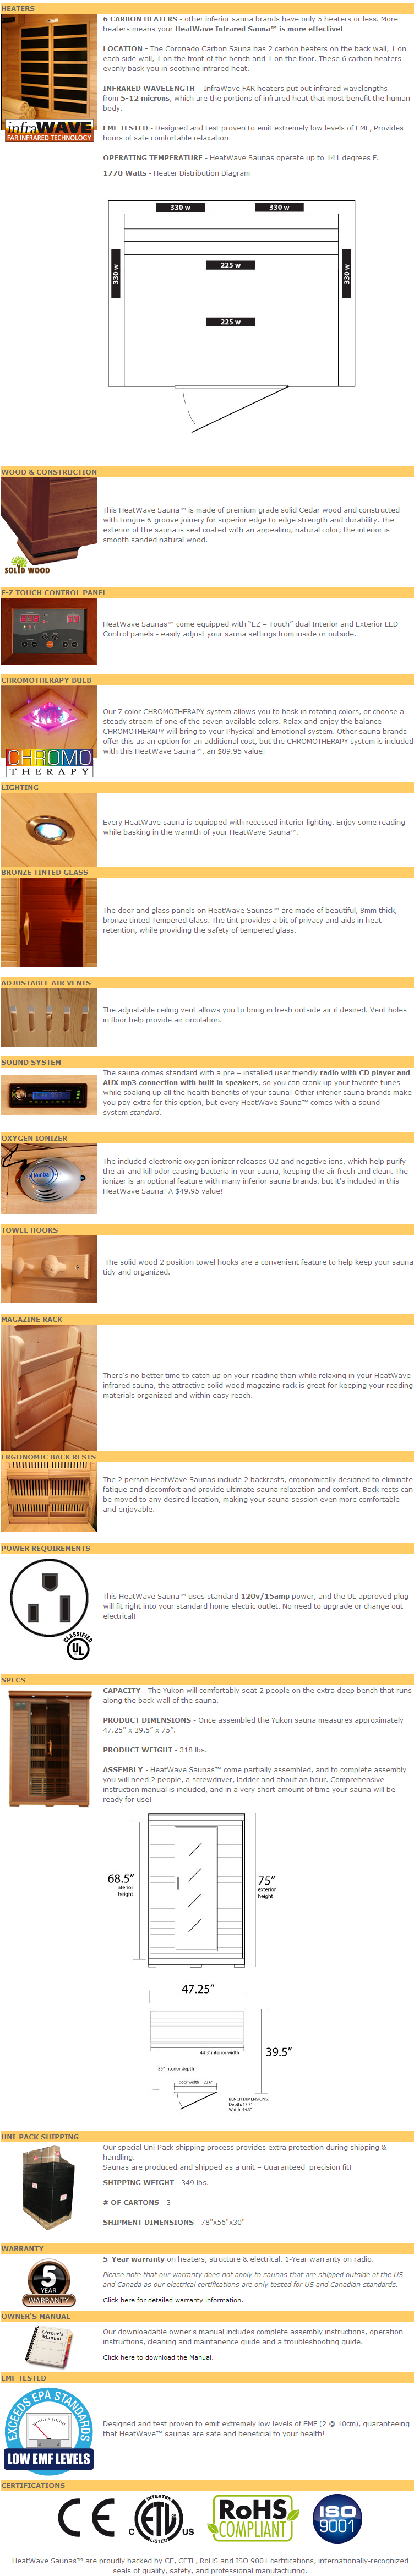 HEATERS
6 CARBON HEATERS - other inferior sauna brands have only 5 heaters or less. More
heaters means your HeatWave Infrared Sauna™ is more effective!
LOCATION - The Coronado Carbon Sauna has 2 carbon heaters on the back wall, 1 on
each side wall, 1 on the front of the bench and 1 on the floor. These 6 carbon heaters
evenly bask you in soothing infrared heat.
INFRARED WAVELENGTH – InfraWave FAR heaters put out infrared wavelengths
from 5-12 microns, which are the portions of infrared heat that most benefit the human
body.
EMF TESTED - Designed and test proven to emit extremely low levels of EMF, Provides
hours of safe comfortable relaxation
infraWAVE
FAR INFRARED TECHNOLOGY
OPERATING TEMPERATURE - HeatWave Saunas operate up to 141 degrees F.
1770 Watts - Heater Distribution Diagram
330 w
330 w
330 w
330 w
225 w
225 w
WOOD & CONSTRUCTION
This HeatWave Sauna™ is made of premium grade solid Cedar wood and constructed
with tongue & groove joinery for superior edge to edge strength and durability. The
exterior of the sauna is seal coated with an appealing, natural color; the interior is
smooth sanded natural wood.
SOLID WOOD
E-Z TOUCH CONTROL PANEL
HeatWave Saunas™ come equipped with "EZ – Touch" dual Interior and Exterior LED
Control panels - easily adjust your sauna settings from inside or outside.
CHROMOTHERAPY BULB
Our 7 color CHROMOTHERAPY system allows you to bask in rotating colors, or choose a
steady stream of one of the seven available colors. Relax and enjoy the balance
CHROMOTHERAPY will bring to your Physical and Emotional system. Other sauna brands
offer this as an option for an additional cost, but the CHROMOTHERAPY system is included
with this HeatWave Sauna™, an $89.95 value!
CHROMO
THERAPY
LIGHTING
Every HeatWave sauna is equipped with recessed interior lighting. Enjoy some reading
while basking in the warmth of your HeatWave Sauna™.
BRONZE TINTED GLASS
The door and glass panels on HeatWave Saunas™ are made of beautiful, 8mm thick,
bronze tinted Tempered Glass. The tint provides a bit of privacy and aids in heat
retention, while providing the safety of tempered glass.
ADJUSTABLE AIR VENTS
The adjustable ceiling vent allows you to bring in fresh outside air if desired. Vent holes
in floor help provide air circulation.
SOUND SYSTEM
The sauna comes standard with a pre – installed user friendly radio with CD player and
AUX mp3 connection with built in speakers, so you can crank up your favorite tunes
while soaking up all the health benefits of your sauna! Other inferior sauna brands make
you pay extra for this option, but every HeatWave Sauna™ comes with a sound
system standard.
OXYGEN IONIZER
The included electronic oxygen ionizer releases O2 and negative ions, which help purify
the air and kill odor causing bacteria in your sauna, keeping the air fresh and clean. The
ionizer is an optional feature with many inferior sauna brands, but it's included in this
HeatWave Sauna! A $49.95 value!
TOWEL HOOKS
The solid wood 2 position towel hooks are a convenient feature to help keep your sauna
tidy and organized.
MAGAZINE RACK
There's no better time to catch up on your reading than while relaxing in your HeatWave
infrared sauna, the attractive solid wood magazine rack is great for keeping your reading
materials organized and within easy reach.
ERGONOMIC BACK RESTS
The 2 person HeatWave Saunas include 2 backrests, ergonomically designed to eliminate
fatigue and discomfort and provide ultimate sauna relaxation and comfort. Back rests can
be moved to any desired location, making your sauna session even more comfortable
and enjoyable.
POWER REQUIREMENTS
This HeatWave Sauna™ uses standard 120v/15amp power, and the UL approved plug
will fit right into your standard home electric outlet. No need to upgrade or change out
electrical!
CLASSIFIED
UL
SPECS
CAPACITY - The Yukon will comfortably seat 2 people on the extra deep bench that runs
along the back wall of the sauna.
PRODUCT DIMENSIONS - Once assembled the Yukon sauna measures approximately
47.25" x 39.5" x 75".
PRODUCT WEIGHT - 318 lbs.
ASSEMBLY - HeatWave Saunas™ come partially assembled, and to complete assembly
you will need 2 people, a screwdriver, ladder and about an hour. Comprehensive
instruction manual is included, and in a very short amount of time your sauna will be
ready for use!
68.5"
interior
height
75"
exterior
height
47.25"
44.3" interior width
35" interior depth
39.5"
door width = 23.6"
BENCH DIMENSIONS:
Depth: 17.7"
Width: 44.3"
UNI-PACK SHIPPING
Our special Uni-Pack shipping process provides extra protection during shipping &
handling.
Saunas are produced and shipped as a unit – Guaranteed precision fit!
SHIPPING WEIGHT - 349 lbs.
# OF CARTONS - 3
SHIPMENT DIMENSIONS - 78"x56"x30"
WARRANTY
5-Year warranty on heaters, structure & electrical. 1-Year warranty on radio.
Please note that our warranty does not apply to saunas that are shipped outside of the US
and Canada as our electrical certifications are only tested for US and Canadian standards.
Click here for detailed warranty information.
5
YEAR
WARRANTY
OWNER'S MANUAL
Our downloadable owner's manual includes complete assembly instructions, operation
instructions, cleaning and maintanence guide and a troubleshooting guide.
Click here to download the Manual.
Owner's
Manual
EMF TESTED
EXCEEDS EPA STANDARDS
LOW EMF LEVELS
Designed and test proven to emit extremely low levels of EMF (2 @ 10cm), guaranteeing
that HeatWave™ saunas are safe and beneficial to your health!
CERTIFICATIONS
CE
INTERTEK
ETL
C US
LISTED
RoHS
COMPLIANT
ISO
9001
HeatWave Saunas™ are proudly backed by CE, CETL, RoHS and ISO 9001 certifications, internationally-recognized
seals of quality, safety, and professional manufacturing.